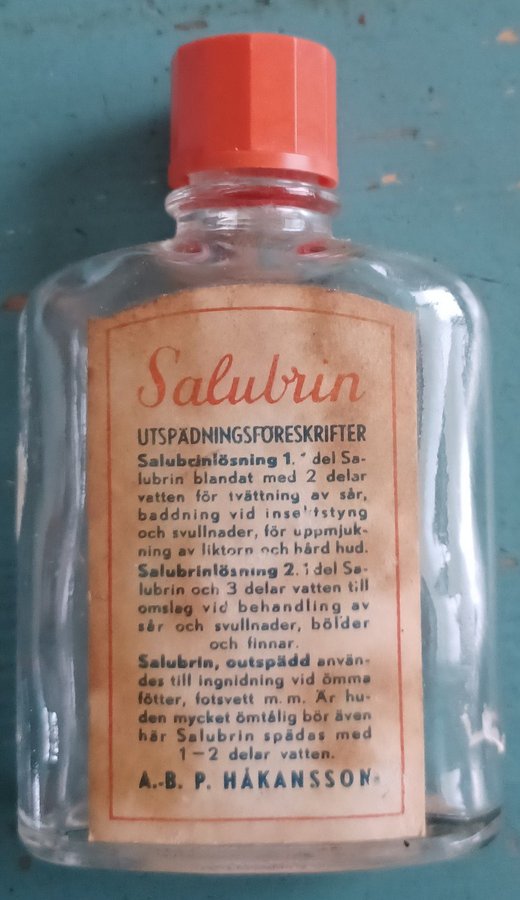 Salubrin
UTSPÄDNINGSFÖRESKRIFTER
Salubrinlösning 1. 1 del Sa-
lubrin blandat med 2 delar
vatten för tvättning av sår,
baddning vid insektstyng
och svullnader, för uppmjuk-
ning av liktorn och hård hud.
Salubrinlösning 2. 1 del Sa-
lubrin och 3 delar vatten till
omslag vid behandling av
sår och svullnader, bölder
och finnar.
Salubrin, outspädd använ-
des till ingnidning vid ömma
fötter, fotsvett m. m. Är hu-
den mycket ömtålig bör även
här Salubrin spädas med
1–2 delar vatten.
A.-B. P. HÅKANSSON